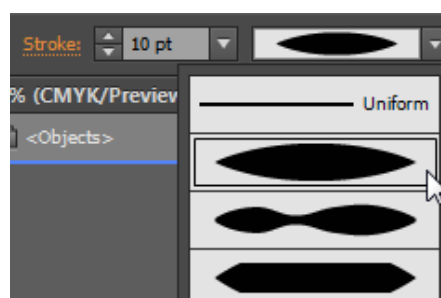 Stroke: 10 pt
% (CMYK/Preview
Uniform
<Objects>